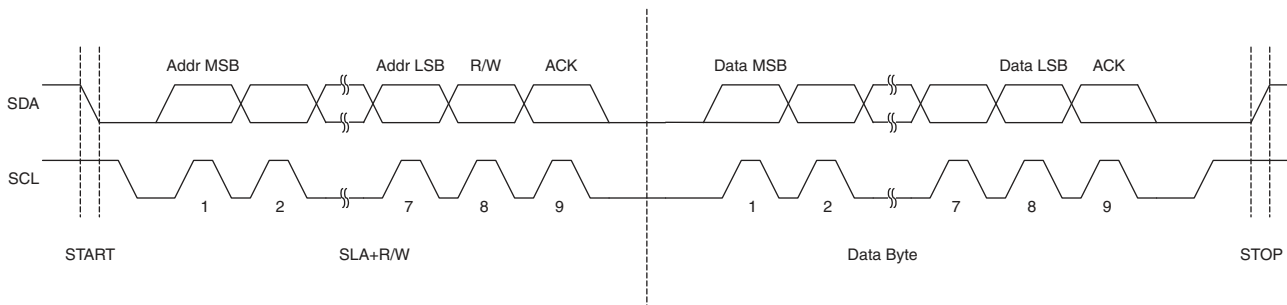 Addr MSB Addr LSB R/W ACK Data MSB Data LSB ACK
SDA
SCL
1 2 7 8 9 1 2 7 8 9
START SLA+R/W Data Byte STOP